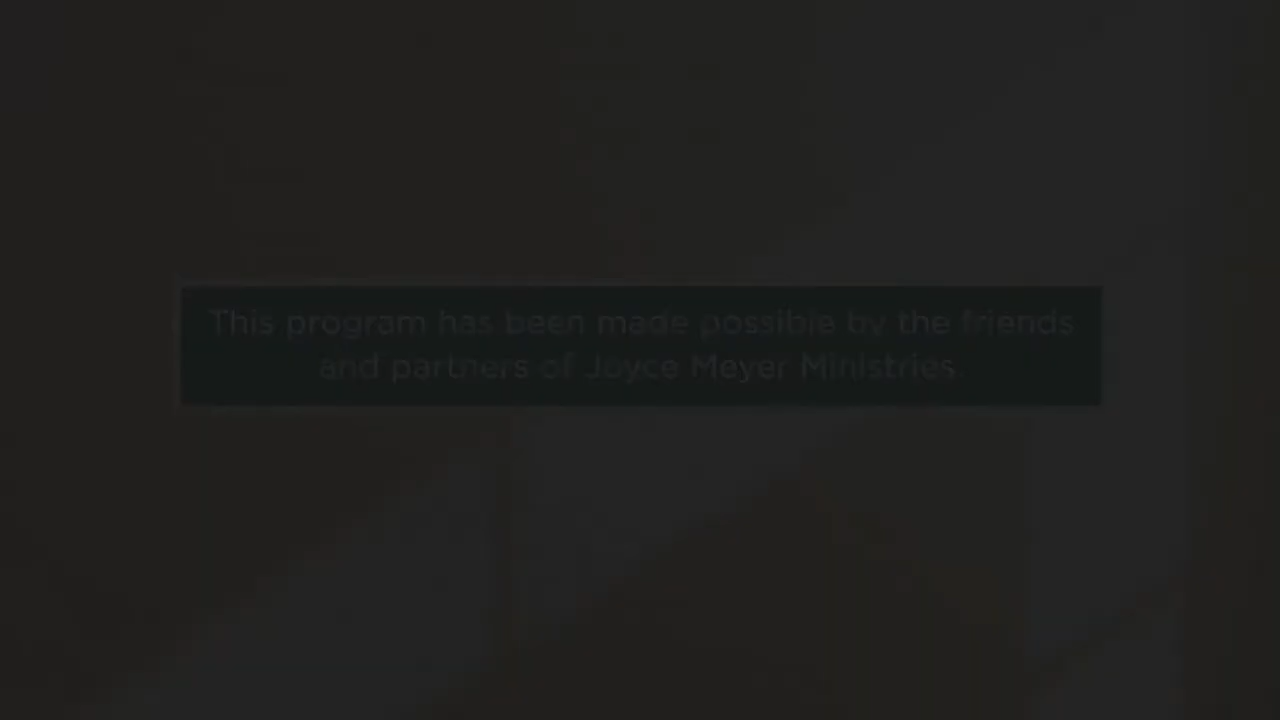 This program has been made possible by the friends
and partners of Joyce Meyer Ministries